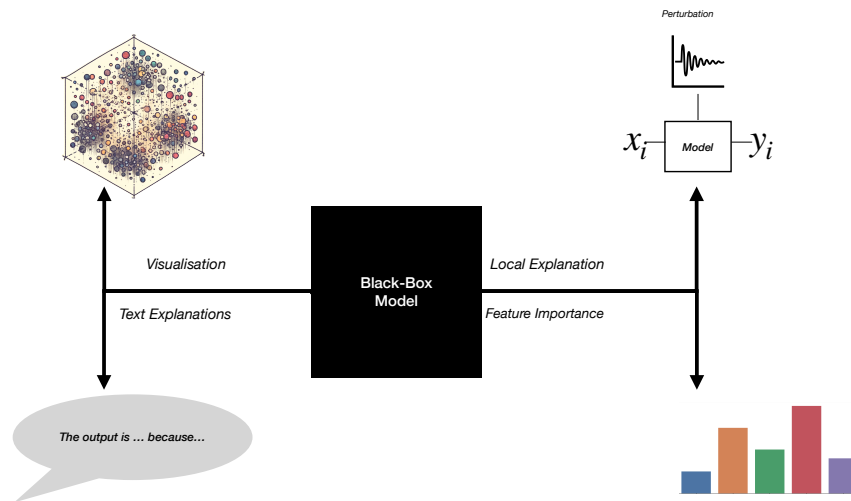 Perturbation
x_i
Model
y_i
Visualisation
Local Explanation
Black-Box
Model
Text Explanations
Feature Importance
The output is … because…